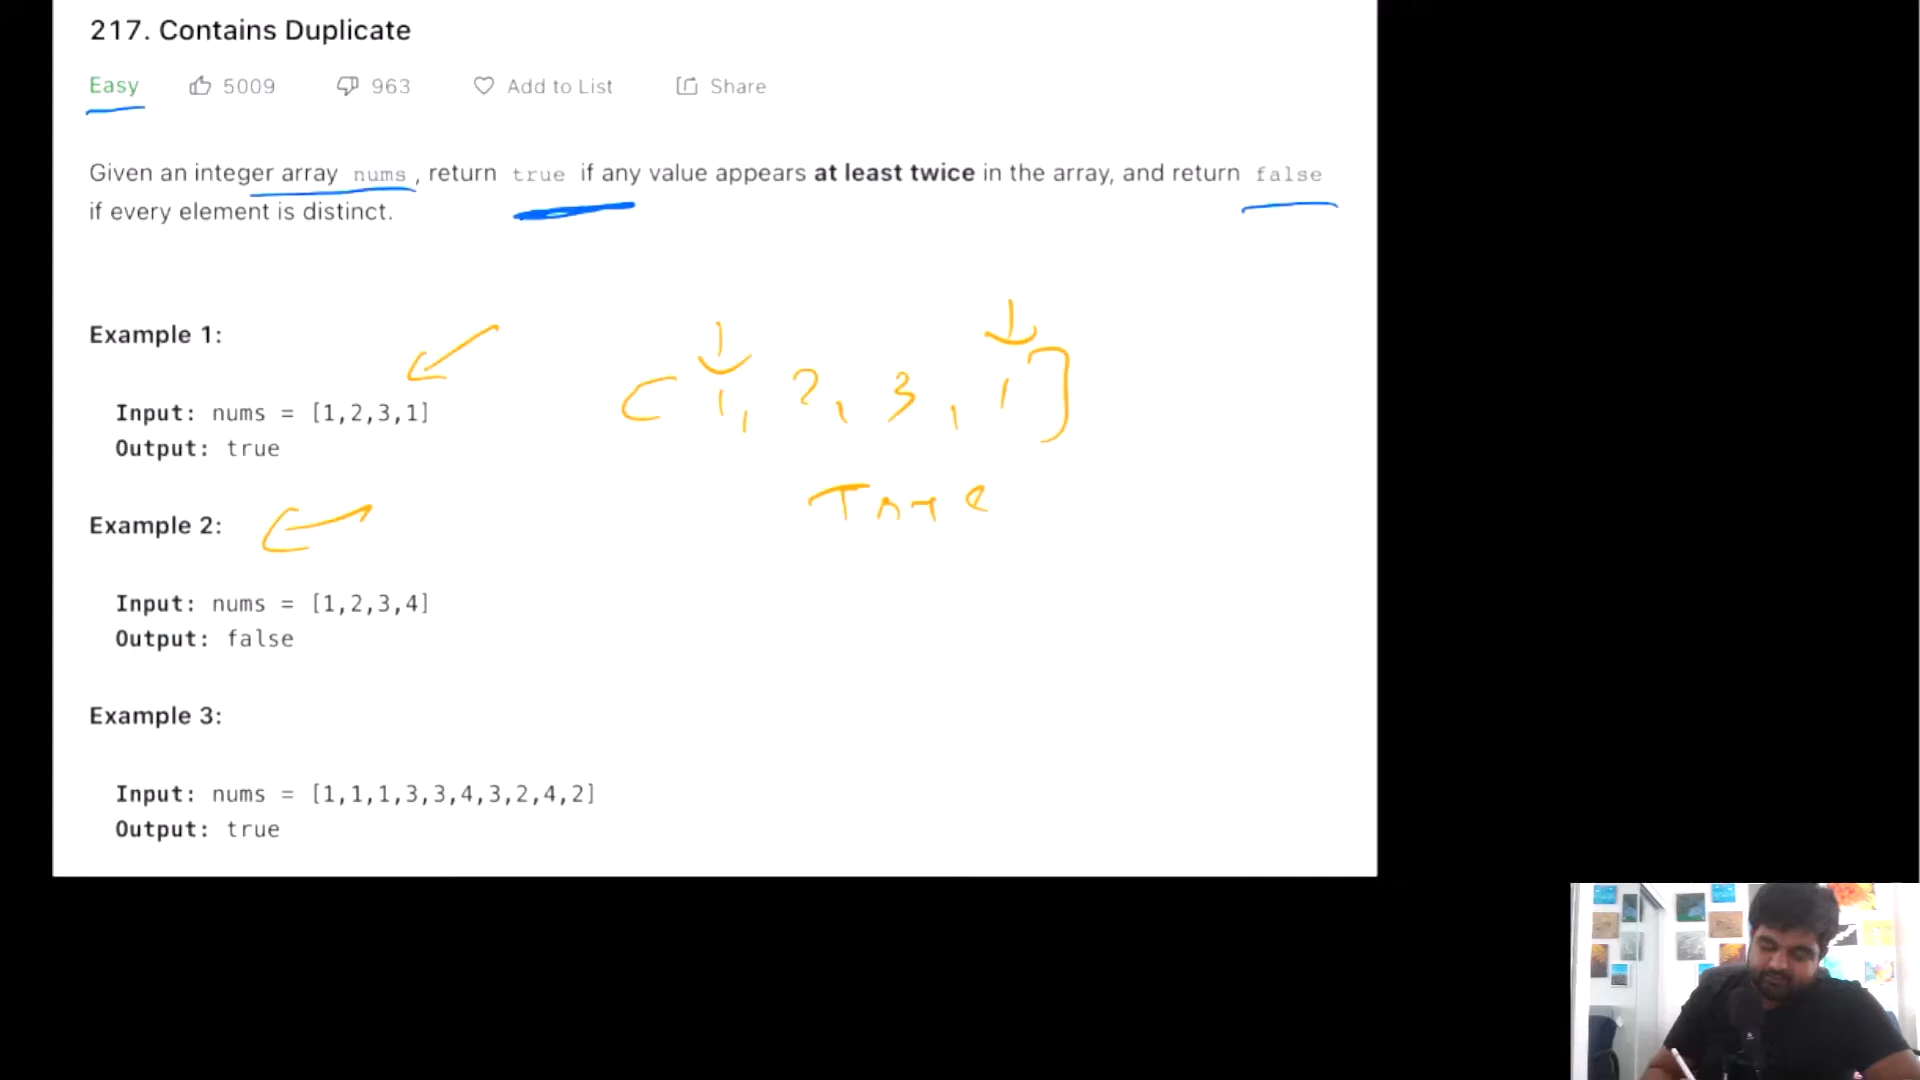 217. Contains Duplicate
Easy 5009 963 Add to List Share
Given an integer array nums, return true if any value appears at least twice in the array, and return false
if every element is distinct.
Example 1:
[1, 2, 3, 1]
Input: nums = [1,2,3,1]
Output: true
True
Example 2:
Input: nums = [1,2,3,4]
Output: false
Example 3:
Input: nums = [1,1,1,3,3,4,3,2,4,2]
Output: true